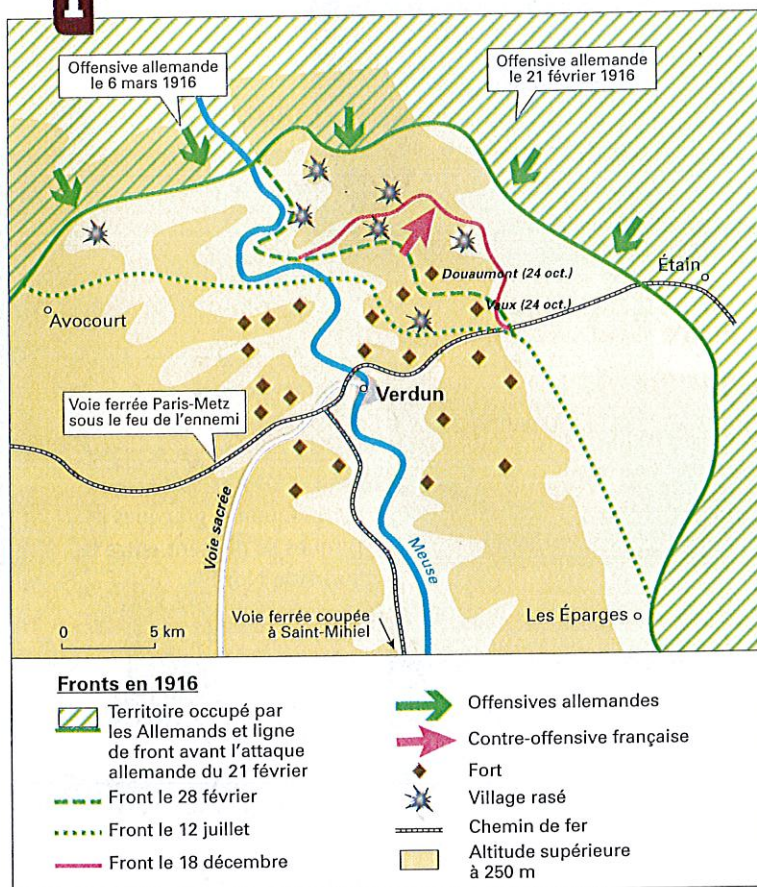 Offensive allemande
le 6 mars 1916
Offensive allemande
le 21 février 1916
Étain
Douaumont (24 oct.)
Vaux (24 oct.)
Avocourt
Verdun
Voie ferrée Paris-Metz
sous le feu de l'ennemi
Voie sacrée
Meuse
Les Éparges
Voie ferrée coupée
à Saint-Mihiel
0 5 km
Fronts en 1916
Territoire occupé par
les Allemands et ligne
de front avant l'attaque
allemande du 21 février
Front le 28 février
Front le 12 juillet
Front le 18 décembre
Offensives allemandes
Contre-offensive française
Fort
Village rasé
Chemin de fer
Altitude supérieure
à 250 m